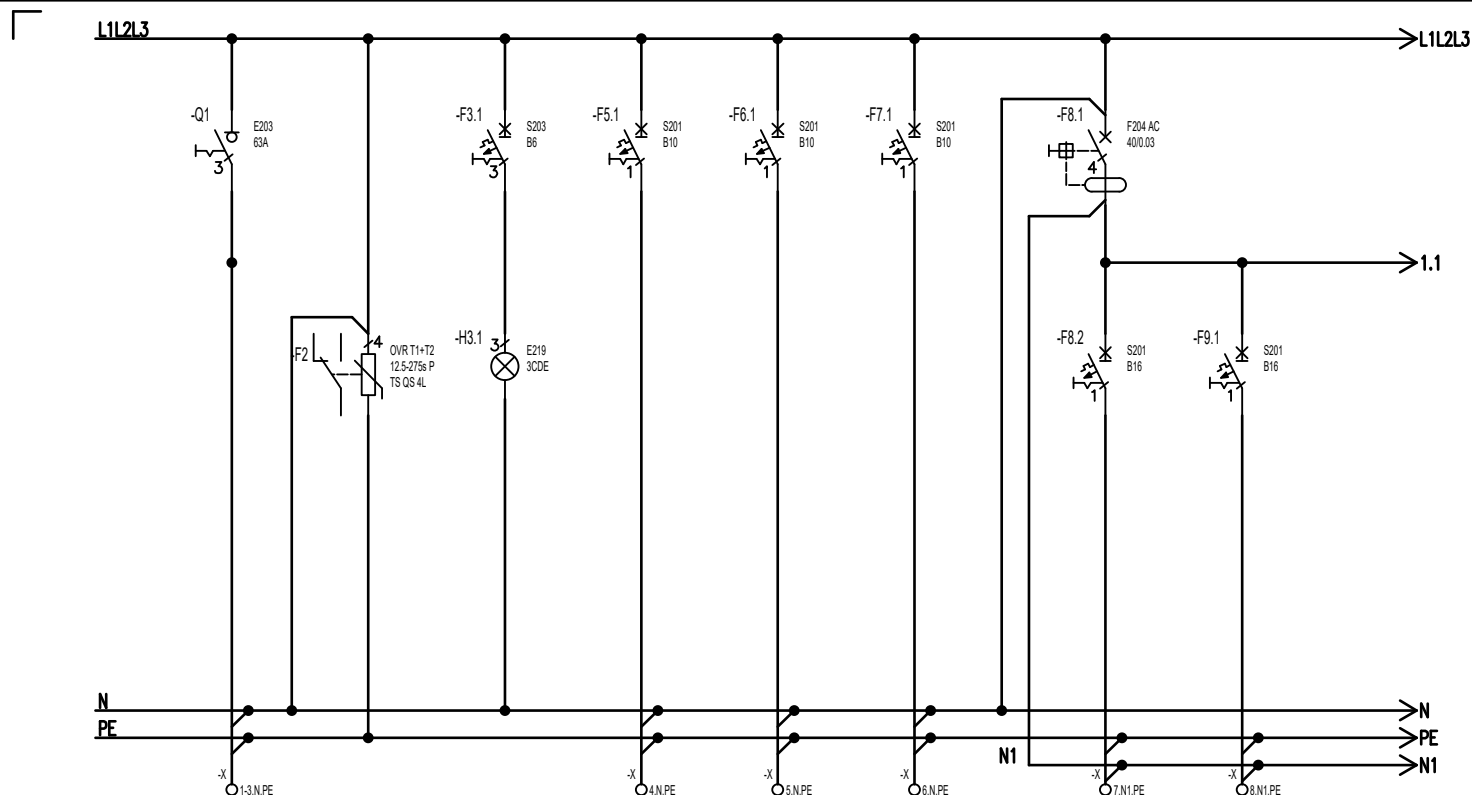 L1L2L3
L1L2L3
-Q1
E203
63A
3
-F3.1
S203
B6
3
-F5.1
S201
B10
1
-F6.1
S201
B10
1
-F7.1
S201
B10
1
-F8.1
F204 AC
40/0.03
4
1.1
-F2
4
OVR T1+T2
12.5-275s P
TS QS 4L
-H3.1
3
E219
3CDE
-F8.2
S201
B16
1
-F9.1
S201
B16
1
N
N
PE
PE
N1
N1
-X
1-3.N.PE
-X
4.N.PE
-X
5.N.PE
-X
6.N.PE
-X
7.N1.PE
-X
8.N1.PE